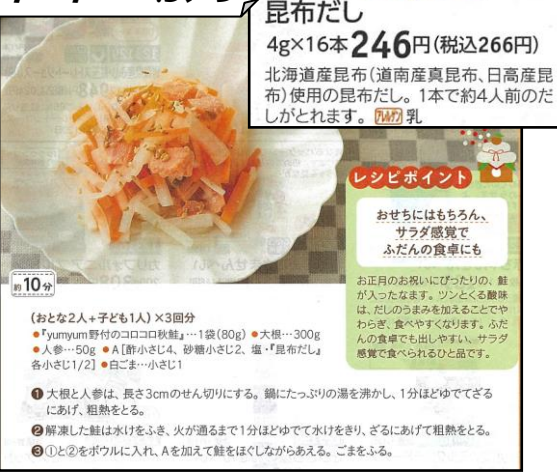 昆布だし
4g×16本246円(税込266円)
北海道産昆布(道南産真昆布、日高産昆
布)使用の昆布だし。1本で約4人前のだ
しがとれます。アレルゲン 乳
レシピポイント
おせちにはもちろん、
サラダ感覚で
ふだんの食卓にも
お正月のお祝いにぴったりの、鮭
が入ったなます。ツンとくる酸味
は、だしのうまみを加えることでや
わらぎ、食べやすくなります。ふだ
んの食卓でも出しやすい、サラダ
感覚で食べられるひと品です。
約10分
(おとな2人+子ども1人)×3回分
●『yumyum野付のコロコロ秋鮭』…1袋(80g) ●大根…300g
●人参…50g ●A[酢小さじ4、砂糖小さじ2、塩・『昆布だし』
各小さじ1/2] ●白ごま…小さじ1
❶大根と人参は、長さ3cmのせん切りにする。鍋にたっぷりの湯を沸かし、1分ほどゆでてざる
にあげ、粗熱をとる。
❷解凍した鮭は水けをふき、火が通るまで1分ほどゆでて水けをきり、ざるにあげて粗熱をとる。
❸①と②をボウルに入れ、Aを加えて鮭をほぐしながらあえる。ごまをふる。